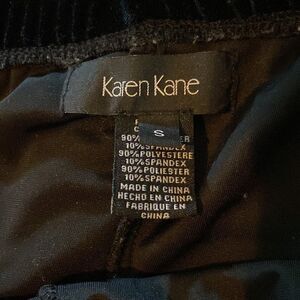 Karen Kane
S
90%
10%SPANDEX
90%POLYESTERE
10%SPANDEX
90%POLIESTER
10%SPANDEX
MADE IN CHINA
HECHO EN CHINA
FABRIQUE EN
CHINA